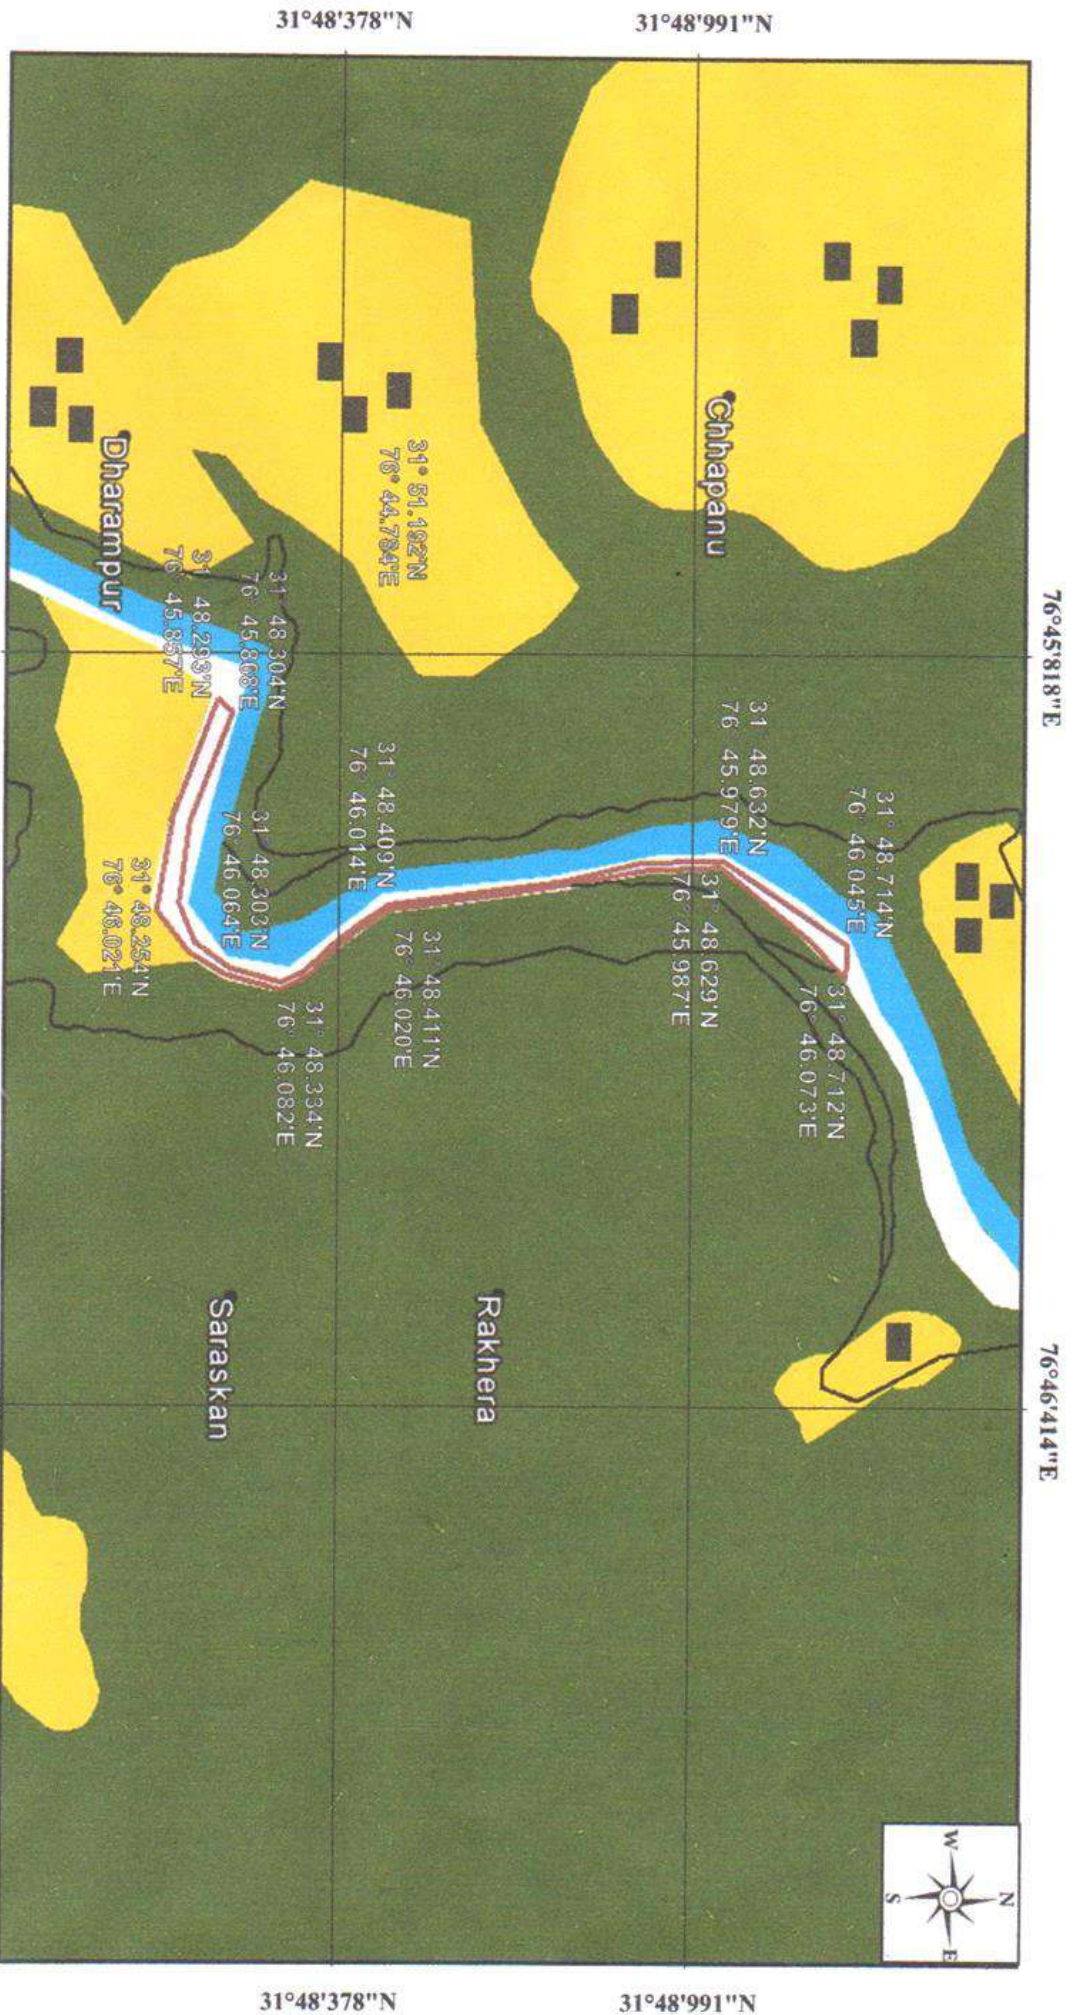 76°45'818"E
76°46'414"E
31°48'991"N
31°48'378"N
31°48'991"N
31°48'378"N
N
W
E
S
Chhapanu
31° 51.192'N
76° 44.784'E
Dharampur
31° 48.714'N
76° 46.045'E
31° 48.712'N
76° 46.073'E
31° 48.632'N
76° 45.979'E
31° 48.629'N
76° 45.987'E
31° 48.409'N
76° 46.014'E
31° 48.411'N
76° 46.020'E
31° 48.304'N
76° 45.868'E
31° 48.293'N
76° 45.857'E
31° 48.303'N
76° 46.064'E
31° 48.334'N
76° 46.082'E
31° 48.254'N
76° 46.021'E
Rakhera
Saraskan